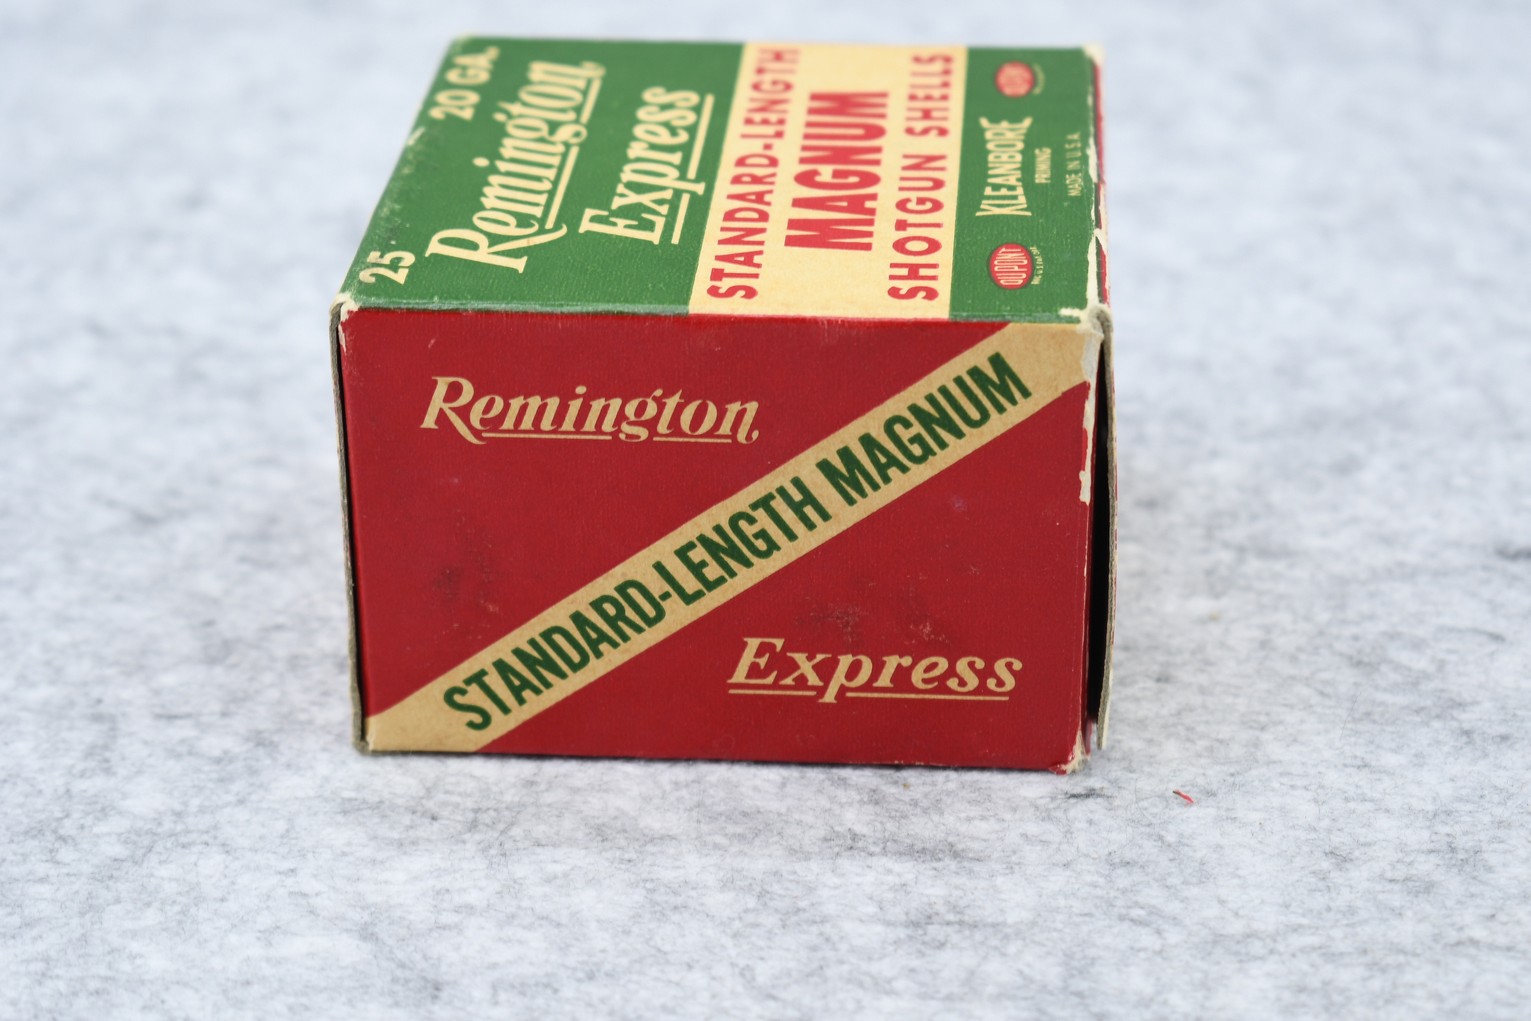 25 20 GA.
Remington
Express
STANDARD-LENGTH
MAGNUM
SHOTGUN SHELLS
DU PONT
KLEANBORE
PRIMING
MADE IN U.S.A.
Remington
STANDARD-LENGTH MAGNUM
Express